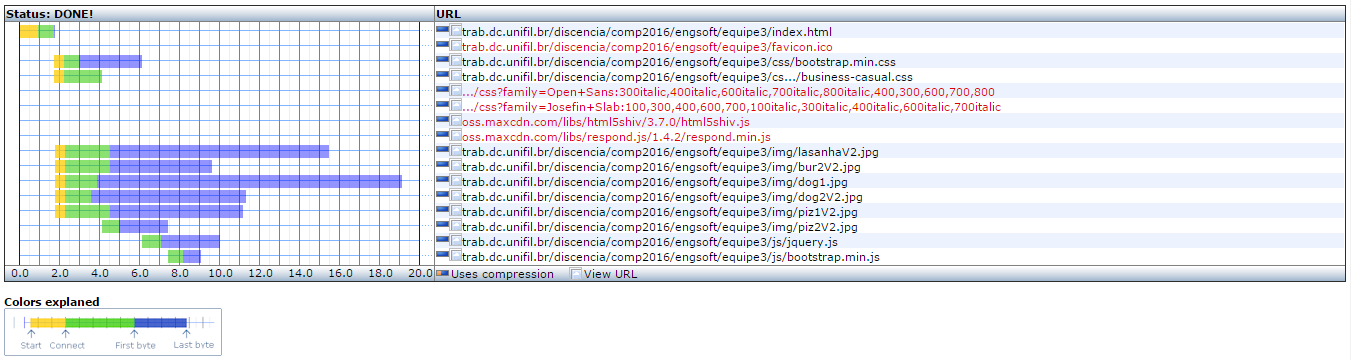 Status: DONE! URL
trab.dc.unifil.br/discencia/comp2016/engsoft/equipe3/index.html
trab.dc.unifil.br/discencia/comp2016/engsoft/equipe3/favicon.ico
trab.dc.unifil.br/discencia/comp2016/engsoft/equipe3/css/bootstrap.min.css
trab.dc.unifil.br/discencia/comp2016/engsoft/equipe3/cs.../business-casual.css
.../css?family=Open+Sans:300italic,400italic,600italic,700italic,800italic,400,300,600,700,800
.../css?family=Josefin+Slab:100,300,400,600,700,100italic,300italic,400italic,600italic,700italic
oss.maxcdn.com/libs/html5shiv/3.7.0/html5shiv.js
oss.maxcdn.com/libs/respond.js/1.4.2/respond.min.js
trab.dc.unifil.br/discencia/comp2016/engsoft/equipe3/img/lasanhaV2.jpg
trab.dc.unifil.br/discencia/comp2016/engsoft/equipe3/img/bur2V2.jpg
trab.dc.unifil.br/discencia/comp2016/engsoft/equipe3/img/dog1.jpg
trab.dc.unifil.br/discencia/comp2016/engsoft/equipe3/img/dog2V2.jpg
trab.dc.unifil.br/discencia/comp2016/engsoft/equipe3/img/piz1V2.jpg
trab.dc.unifil.br/discencia/comp2016/engsoft/equipe3/img/piz2V2.jpg
trab.dc.unifil.br/discencia/comp2016/engsoft/equipe3/js/jquery.js
trab.dc.unifil.br/discencia/comp2016/engsoft/equipe3/js/bootstrap.min.js
0.0 2.0 4.0 6.0 8.0 10.0 12.0 14.0 16.0 18.0 20.0 Uses compression View URL
Colors explaned
Start Connect First byte Last byte